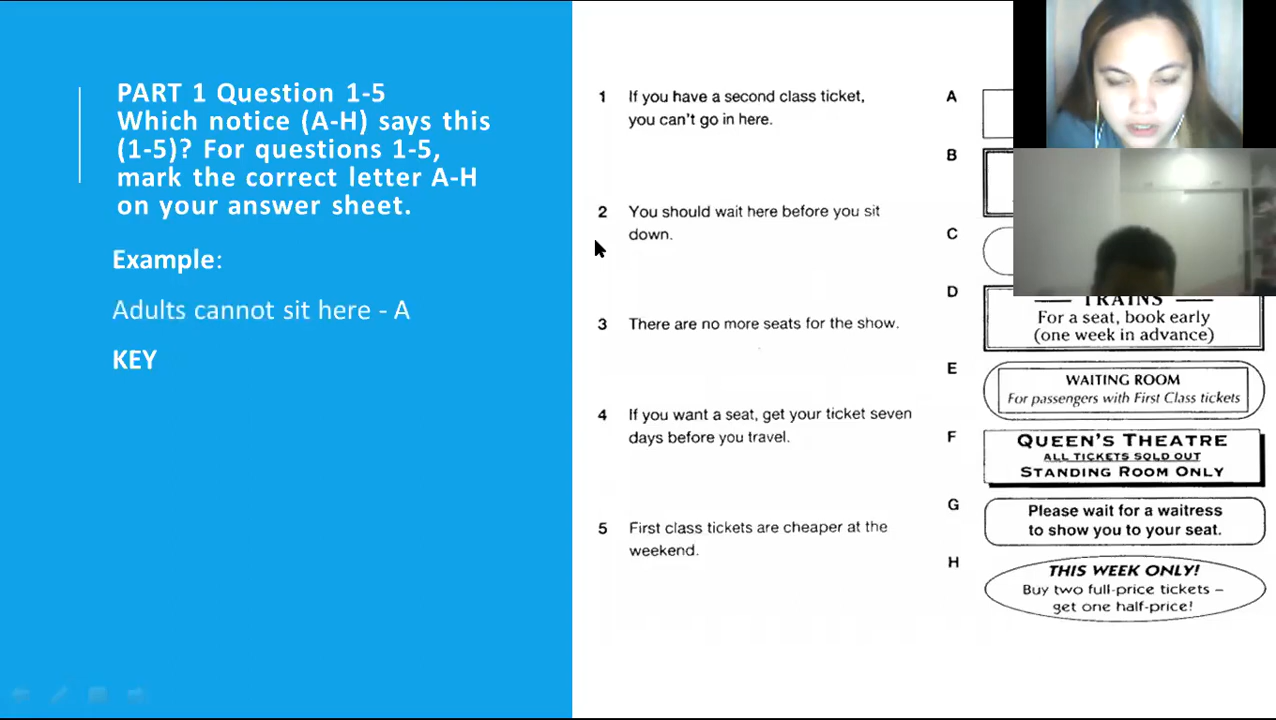 PART 1 Question 1-5
Which notice (A-H) says this
(1-5)? For questions 1-5,
mark the correct letter A-H
on your answer sheet.
Example:
Adults cannot sit here - A
KEY
1 If you have a second class ticket,
you can't go in here.
2 You should wait here before you sit
down.
3 There are no more seats for the show.
4 If you want a seat, get your ticket seven
days before you travel.
5 First class tickets are cheaper at the
weekend.
A
B
C
D
TRAINS
For a seat, book early
(one week in advance)
E
WAITING ROOM
For passengers with First Class tickets
F
QUEEN'S THEATRE
ALL TICKETS SOLD OUT
STANDING ROOM ONLY
G
Please wait for a waitress
to show you to your seat.
H
THIS WEEK ONLY!
Buy two full-price tickets –
get one half-price!